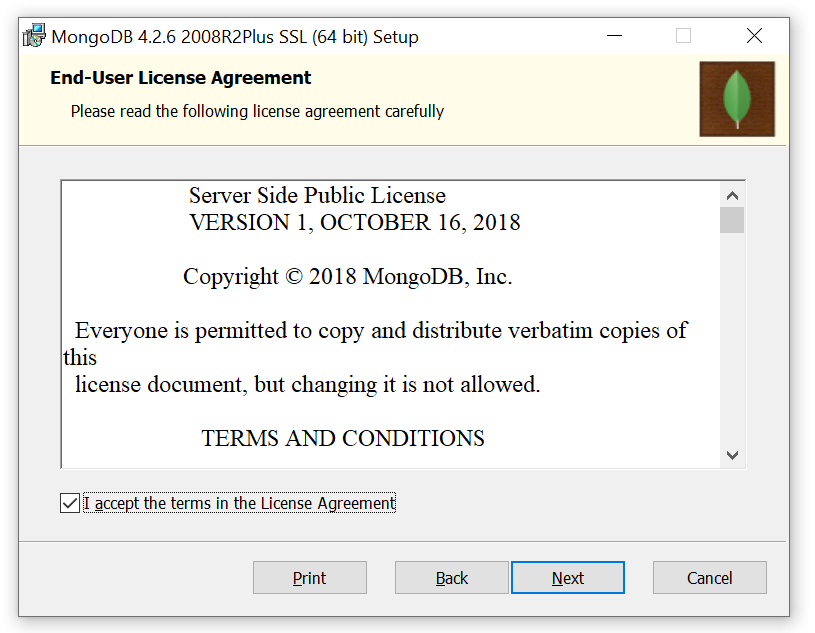 MongoDB 4.2.6 2008R2Plus SSL (64 bit) Setup
End-User License Agreement
Please read the following license agreement carefully
Server Side Public License
VERSION 1, OCTOBER 16, 2018
Copyright © 2018 MongoDB, Inc.
Everyone is permitted to copy and distribute verbatim copies of
this
license document, but changing it is not allowed.
TERMS AND CONDITIONS
I accept the terms in the License Agreement
Print Back Next Cancel